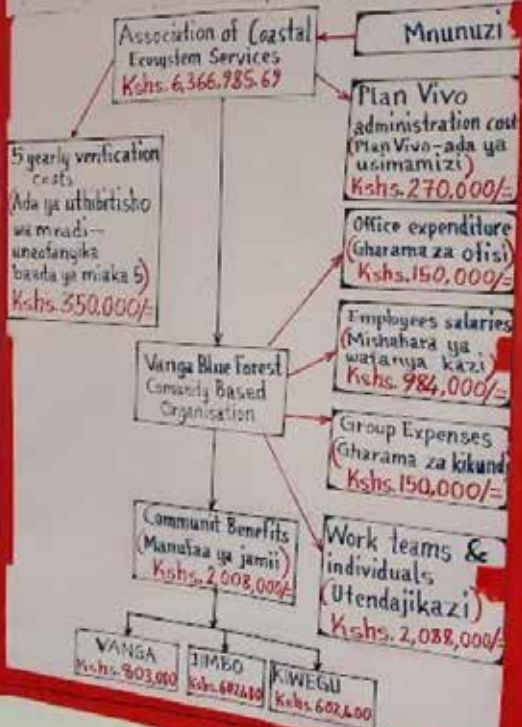 Association of Coastal
Ecosystem Services
Kshs. 6,366,985.69
Mnunuzi
Plan Vivo
administration cost
(Plan Vivo-ada ya
usimamizi)
Kshs. 270,000/=
5 yearly verification
costs
(Ada ya uthibitisho
wa mradi--
unaofanyika
baada ya miaka 5)
Kshs. 350,000/=
Office expenditure
(Gharama za ofisi)
Kshs. 150,000/=
Employees salaries
(Mishahara ya
wafanya kazi)
Kshs. 984,000/=
Vanga Blue Forest
Comunity Based
Organisation
Group Expenses
(Gharama za kikundi
Kshs. 150,000/=
Communit Benefits
(Manufaa ya jamii)
Kshs. 2,008,000/=
Work teams &
individuals
(Utendajikazi)
Kshs. 2,088,000/=
VANGA
Kshs. 803,000
JIMBO
Kshs. 602,400
KIWEGU
Kshs. 602,400